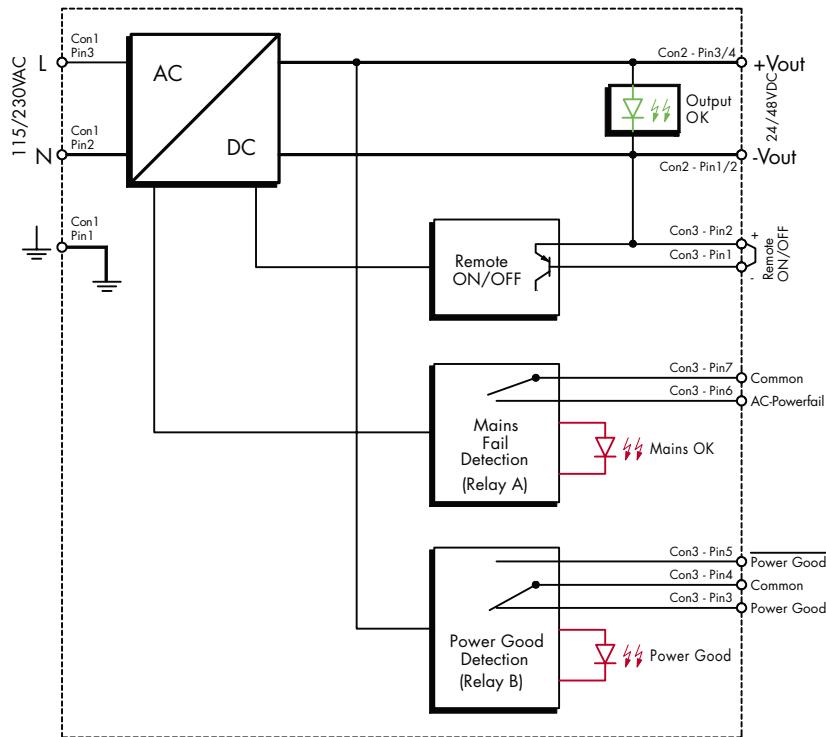 115/230VAC
L
Con1
Pin3
AC
DC
Con2 - Pin3/4
+Vout
Output
OK
24/48VDC
N
Con1
Pin2
-Vout
Con2 - Pin1/2
Con1
Pin1
Remote
ON/OFF
Con3 - Pin2
+
Con3 - Pin1
-
Remote
ON/OFF
Con3 - Pin7
Common
Con3 - Pin6
AC-Powerfail
Mains
Fail
Detection
(Relay A)
Mains OK
Con3 - Pin5
Power Good
Con3 - Pin4
Common
Con3 - Pin3
Power Good
Power Good
Detection
(Relay B)
Power Good